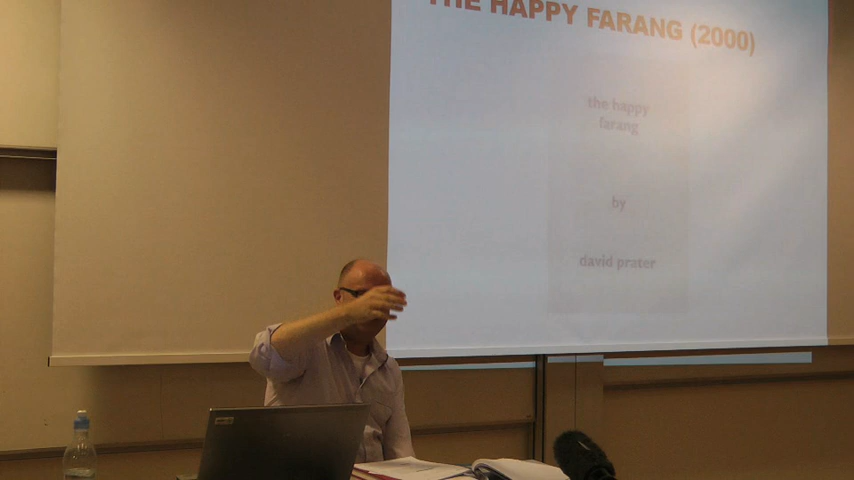 THE HAPPY FARANG (2000)
the happy
farang
by
david prater